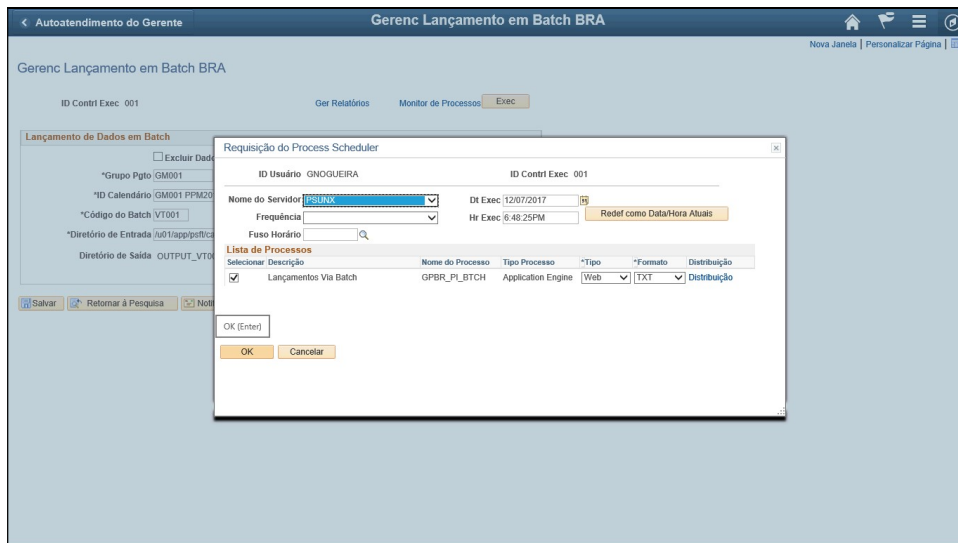 Autoatendimento do Gerente
Gerenc Lançamento em Batch BRA
Nova Janela | Personalizar Página |
Gerenc Lançamento em Batch BRA
ID Contrl Exec 001
Ger Relatórios
Monitor de Processos
Exec
Lançamento de Dados em Batch
Excluir Dado
*Grupo Pgto GM001
*ID Calendário GM001 PPM20
*Código do Batch VT001
*Diretório de Entrada /u01/app/psft/ca
Diretório de Saída OUTPUT_VT00
Salvar
Retornar à Pesquisa
Noti
Requisição do Process Scheduler
ID Usuário GNOGUEIRA
ID Contrl Exec 001
Nome do Servidor PSUNX
Dt Exec 12/07/2017
Frequência
Hr Exec 6:48:25PM
Redef como Data/Hora Atuais
Fuso Horário
Lista de Processos
Selecionar Descrição Nome do Processo Tipo Processo *Tipo *Formato Distribuição
Lançamentos Via Batch GPBR_PI_BTCH Application Engine Web TXT Distribuição
OK (Enter)
OK
Cancelar